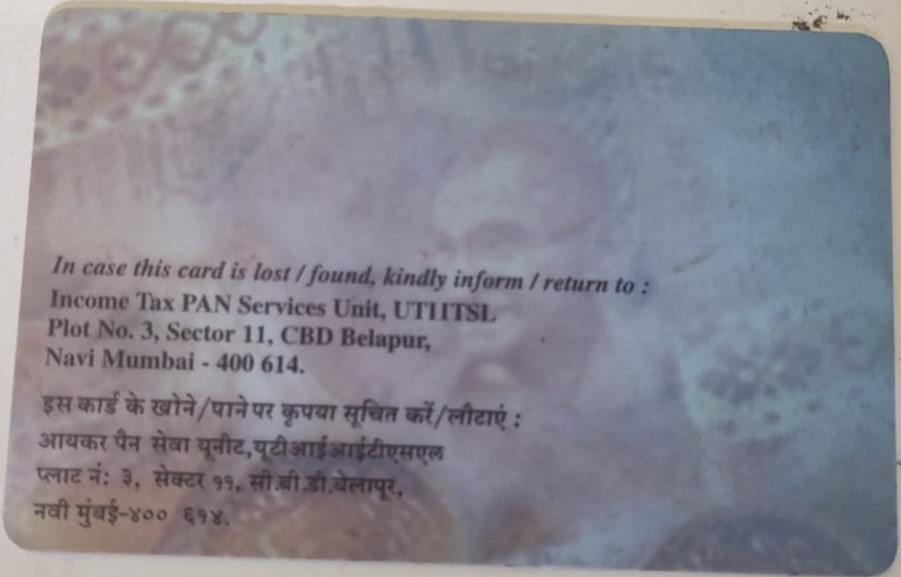 In case this card is lost / found, kindly inform / return to :
Income Tax PAN Services Unit, UTIITSL
Plot No. 3, Sector 11, CBD Belapur,
Navi Mumbai - 400 614.
इस कार्ड के खोने/पाने पर कृपया सूचित करें/लौटाएं :
आयकर पैन सेवा यूनीट,यूटीआईआईटीएसएल
प्लाट नं: ३, सेक्टर ११, सी.बी.डी.बेलापूर,
नवी मुंबई-४०० ६१४.